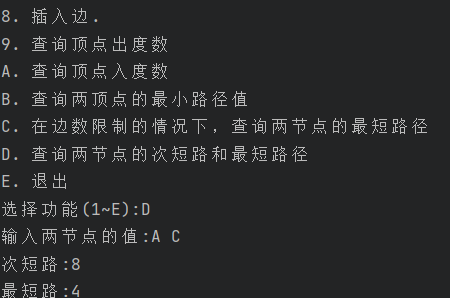 8. 插入边.
9. 查询顶点出度数
A. 查询顶点入度数
B. 查询两顶点的最小路径值
C. 在边数限制的情况下, 查询两节点的最短路径
D. 查询两节点的次短路和最短路径
E. 退出
选择功能(1~E):D
输入两节点的值:A C
次短路:8
最短路:4